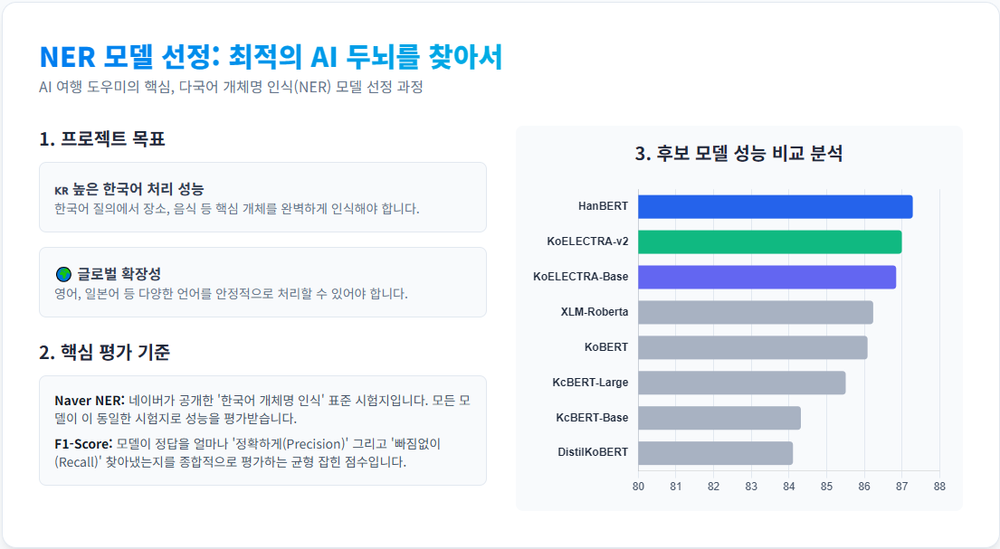 NER 모델 선정: 최적의 AI 두뇌를 찾아서
AI 여행 도우미의 핵심, 다국어 개체명 인식(NER) 모델 선정 과정
1. 프로젝트 목표
KR 높은 한국어 처리 성능
한국어 질의에서 장소, 음식 등 핵심 개체를 완벽하게 인식해야 합니다.
🌍 글로벌 확장성
영어, 일본어 등 다양한 언어를 안정적으로 처리할 수 있어야 합니다.
2. 핵심 평가 기준
Naver NER: 네이버가 공개한 '한국어 개체명 인식' 표준 시험지입니다. 모든 모
델이 이 동일한 시험지로 성능을 평가받습니다.
F1-Score: 모델이 정답을 얼마나 '정확하게(Precision)' 그리고 '빠짐없이
(Recall)' 찾아냈는지를 종합적으로 평가하는 균형 잡힌 점수입니다.
3. 후보 모델 성능 비교 분석
HanBERT
KoELECTRA-v2
KoELECTRA-Base
XLM-Roberta
KoBERT
KcBERT-Large
KcBERT-Base
DistilKoBERT
80 81 82 83 84 85 86 87 88